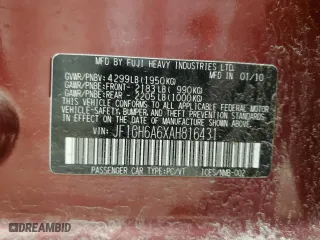 MFD. BY FUJI HEAVY INDUSTRIES LTD.
GVWR/PNBV: 4299LB(1950KG) MFD IN 01/10
GAWR/PNBE:FRONT- 2183LB( 990KG)
GAWR/PNBE:REAR - 2205LB(1000KG)
THIS VEHICLE CONFORMS TO ALL APPLICABLE FEDERAL MOTOR
VEHICLE SAFETY, BUMPER, AND THEFT PREVENTION STANDARDS
IN EFFECT ON THE DATE OF MANUFACTURE SHOWN ABOVE.
VIN: JF1GH6A6XAH816431
PASSENGER CAR TYPE:PC/VT ICES/NMB-002